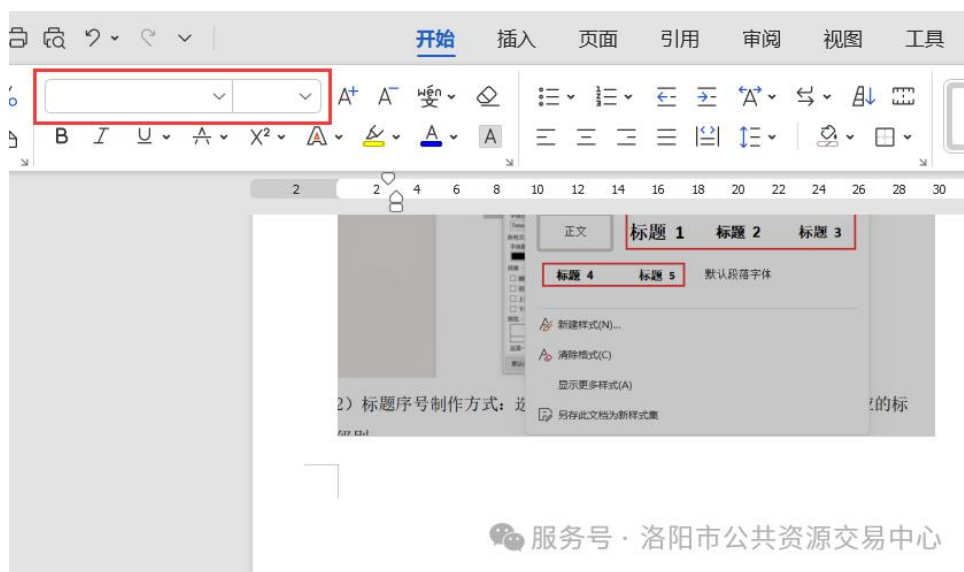 开始 插入 页面 引用 审阅 视图 工具
A+ A- wén 变
B I U A X² A A A
2 2 4 6 8 10 12 14 16 18 20 22 24 26 28 30
正文 标题 1 标题 2 标题 3
标题 4 标题 5 默认段落字体
新建样式(N)...
清除格式(C)
显示更多样式(A)
另存此文档为新样式集
2）标题序号制作方式：选 的标
服务号 · 洛阳市公共资源交易中心